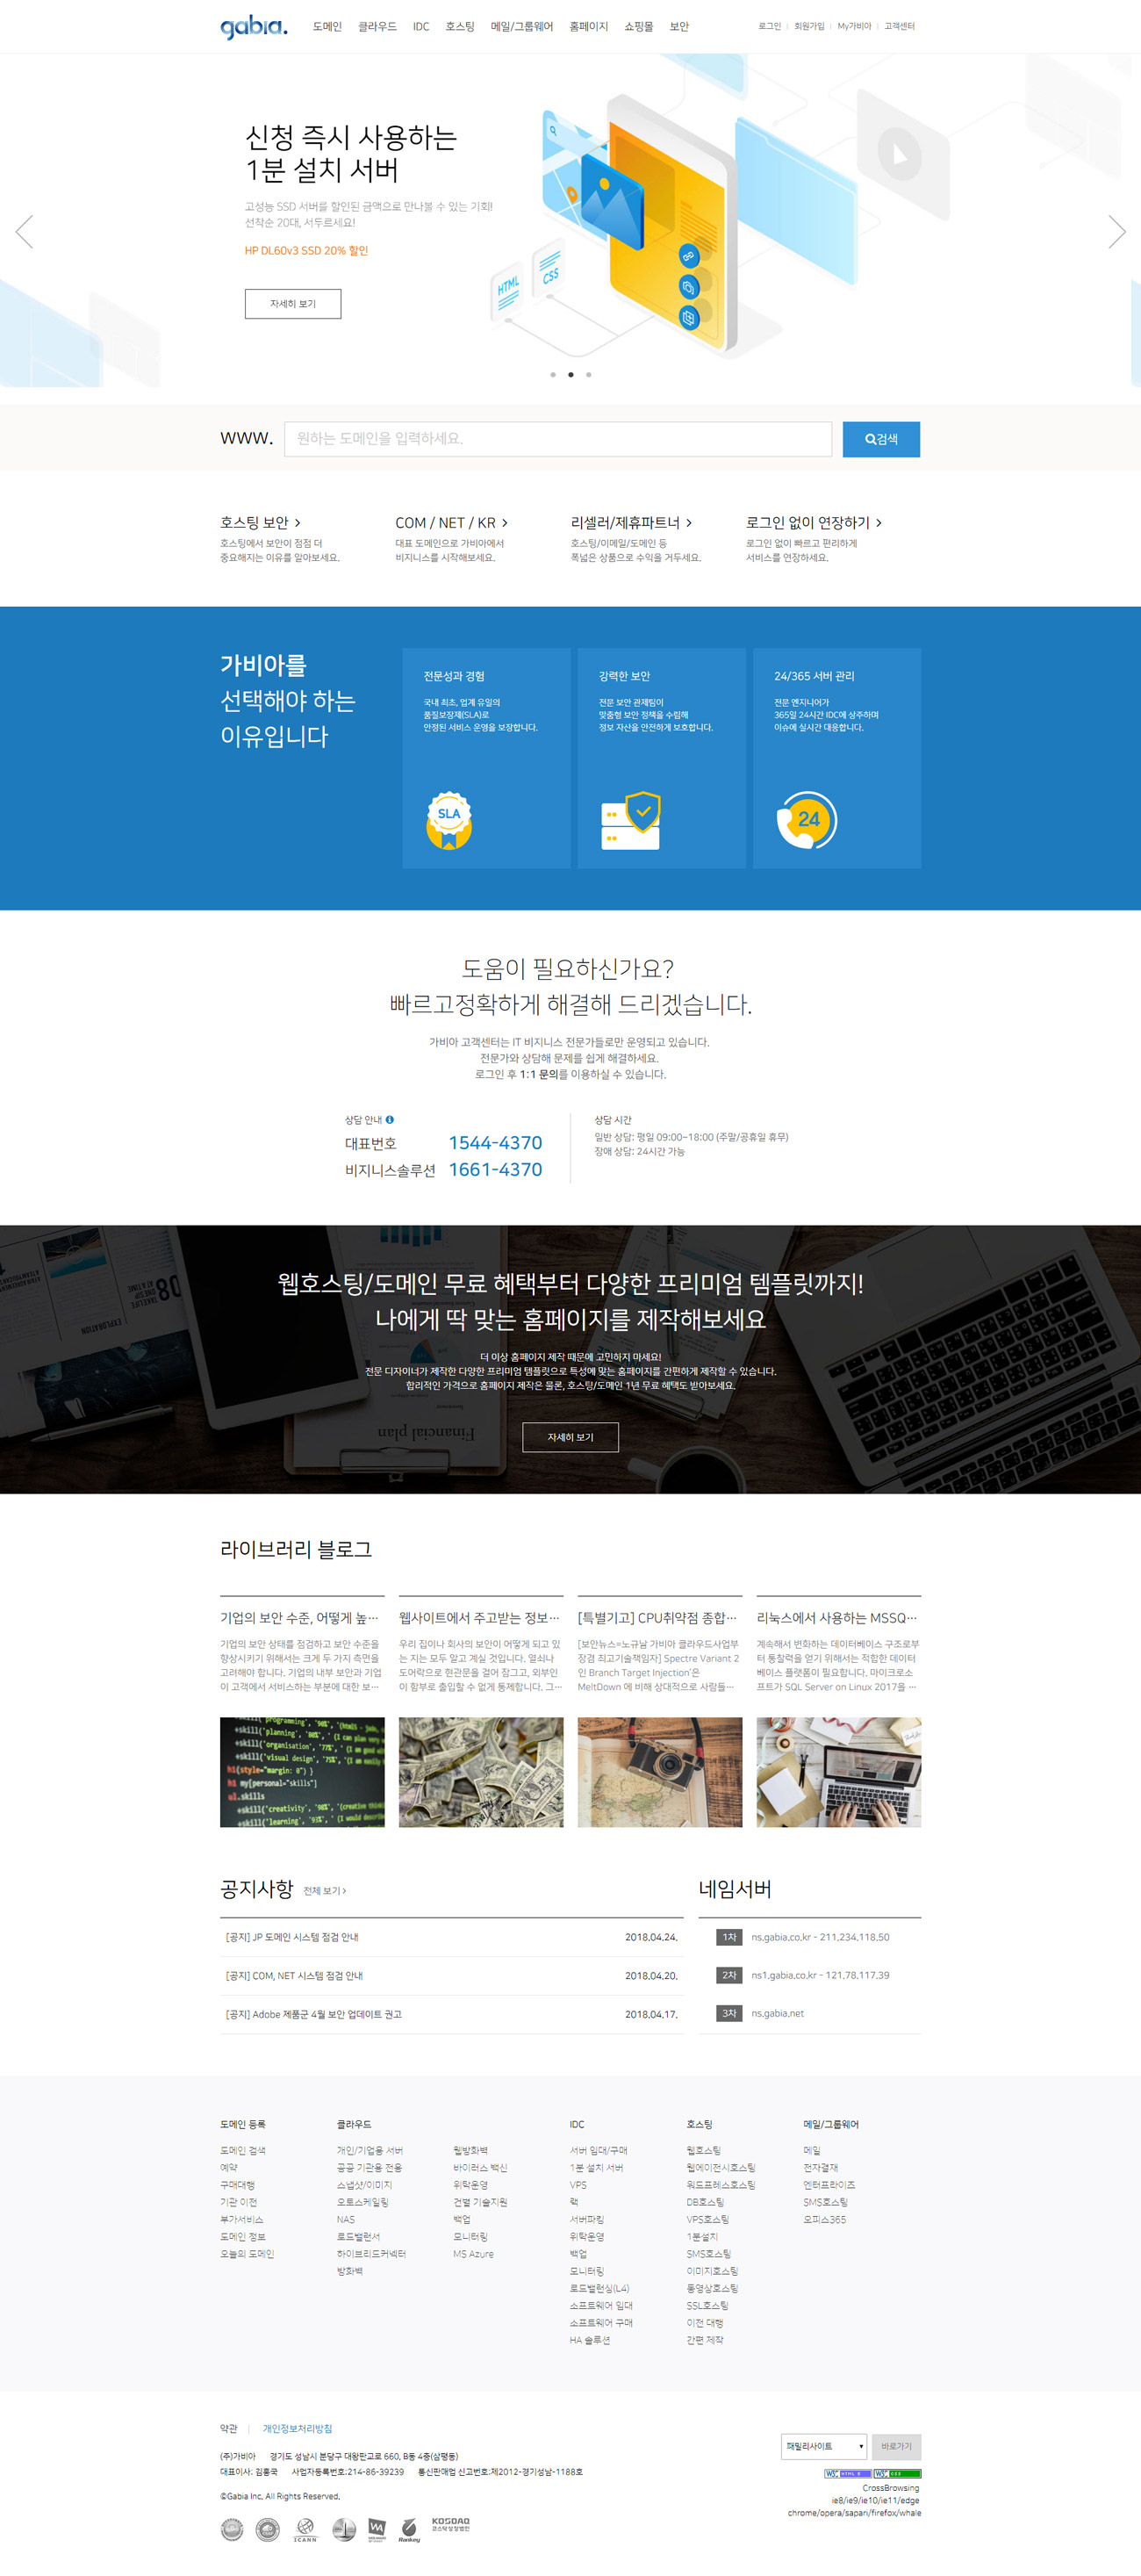 gabia.
도메인 클라우드 IDC 호스팅 메일/그룹웨어 홈페이지 쇼핑몰 보안
로그인 회원가입 My가비아 고객센터
신청 즉시 사용하는
1분 설치 서버
고성능 SSD 서버를 할인된 금액으로 만나볼 수 있는 기회!
선착순 20대, 서두르세요!
HP DL60v3 SSD 20% 할인
자세히 보기
HTML
CSS
www.
원하는 도메인을 입력하세요.
검색
호스팅 보안
호스팅에서 보안이 점점 더
중요해지는 이유를 알아보세요.
COM / NET / KR
대표 도메인으로 가비아에서
비지니스를 시작해보세요.
리셀러/제휴파트너
호스팅/이메일/도메인 등
폭넓은 상품으로 수익을 거두세요.
로그인 없이 연장하기
로그인 없이 빠르고 편리하게
서비스를 연장하세요.
가비아를
선택해야 하는
이유입니다
전문성과 경험
국내 최초, 업계 유일의
품질보장제(SLA)로
안정된 서비스 운영을 보장합니다.
SLA
강력한 보안
전문 보안 관제팀이
맞춤형 보안 정책을 수립해
정보 자산을 안전하게 보호합니다.
24/365 서버 관리
전문 엔지니어가
365일 24시간 IDC에 상주하며
이슈에 실시간 대응합니다.
24
도움이 필요하신가요?
빠르고정확하게 해결해 드리겠습니다.
가비아 고객센터는 IT 비지니스 전문가들로만 운영되고 있습니다.
전문가와 상담해 문제를 쉽게 해결하세요.
로그인 후 1:1 문의를 이용하실 수 있습니다.
상담 안내
대표번호 1544-4370
비지니스솔루션 1661-4370
상담 시간
일반 상담: 평일 09:00~18:00 (주말/공휴일 휴무)
장애 상담: 24시간 가능
웹호스팅/도메인 무료 혜택부터 다양한 프리미엄 템플릿까지!
나에게 딱 맞는 홈페이지를 제작해보세요
더 이상 홈페이지 제작 때문에 고민하지 마세요!
전문 디자이너가 제작한 다양한 프리미엄 템플릿으로 특성에 맞는 홈페이지를 간편하게 제작할 수 있습니다.
합리적인 가격으로 홈페이지 제작은 물론, 호스팅/도메인 1년 무료 혜택도 받아보세요.
자세히 보기
Financial plan
EXPLORATION
라이브러리 블로그
기업의 보안 수준, 어떻게 높…
기업의 보안 상태를 점검하고 보안 수준을
향상시키기 위해서는 크게 두 가지 측면을
고려해야 합니다. 기업의 내부 보안과 기업
이 고객에서 서비스하는 부분에 대한 보…
웹사이트에서 주고받는 정보…
우리 집이나 회사의 보안이 어떻게 되고 있
는 지는 모두 알고 계실 것입니다. 열쇠나
도어락으로 현관문을 걸어 잠그고, 외부인
이 함부로 출입할 수 없게 통제합니다. 그…
[특별기고] CPU취약점 종합…
[보안뉴스=노규남 가비아 클라우드사업부
장겸 최고기술책임자] Spectre Variant 2
인 Branch Target Injection'은
MeltDown 에 비해 상대적으로 사람들…
리눅스에서 사용하는 MSSQ…
계속해서 변화하는 데이터베이스 구조로부
터 통찰력을 얻기 위해서는 적합한 데이터
베이스 플랫폼이 필요합니다. 마이크로소
프트가 SQL Server on Linux 2017을 …
공지사항 전체 보기
[공지] JP 도메인 시스템 점검 안내 2018.04.24.
[공지] COM, NET 시스템 점검 안내 2018.04.20.
[공지] Adobe 제품군 4월 보안 업데이트 권고 2018.04.17.
네임서버
1차 ns.gabia.co.kr - 211.234.118.50
2차 ns1.gabia.co.kr - 121.78.117.39
3차 ns.gabia.net
도메인 등록
도메인 검색
예약
구매대행
기관 이전
부가서비스
도메인 정보
오늘의 도메인
클라우드
개인/기업용 서버
공공 기관용 전용
스냅샷/이미지
오토스케일링
NAS
로드밸런서
하이브리드커넥터
방화벽
웹방화벽
바이러스 백신
위탁운영
건별 기술지원
백업
모니터링
MS Azure
IDC
서버 임대/구매
1분 설치 서버
VPS
랙
서버파킹
위탁운영
백업
모니터링
로드밸런싱(L4)
소프트웨어 임대
소프트웨어 구매
HA 솔루션
호스팅
웹호스팅
웹에이전시호스팅
워드프레스호스팅
DB호스팅
VPS호스팅
1분설치
SMS호스팅
이미지호스팅
동영상호스팅
SSL호스팅
이전 대행
간편 제작
메일/그룹웨어
메일
전자결재
엔터프라이즈
SMS호스팅
오피스365
약관 개인정보처리방침
(주)가비아 경기도 성남시 분당구 대왕판교로 660, B동 4층(삼평동)
대표이사: 김홍국 사업자등록번호:214-86-39239 통신판매업 신고번호:제2012-경기성남-1188호
©Gabia Inc. All Rights Reserved.
ICANN
Rankey
KOSDAQ
코스닥상장법인
패밀리사이트
바로가기
W3C HTML 5
W3C CSS
CrossBrowsing
ie8/ie9/ie10/ie11/edge
chrome/opera/sapari/firefox/whale